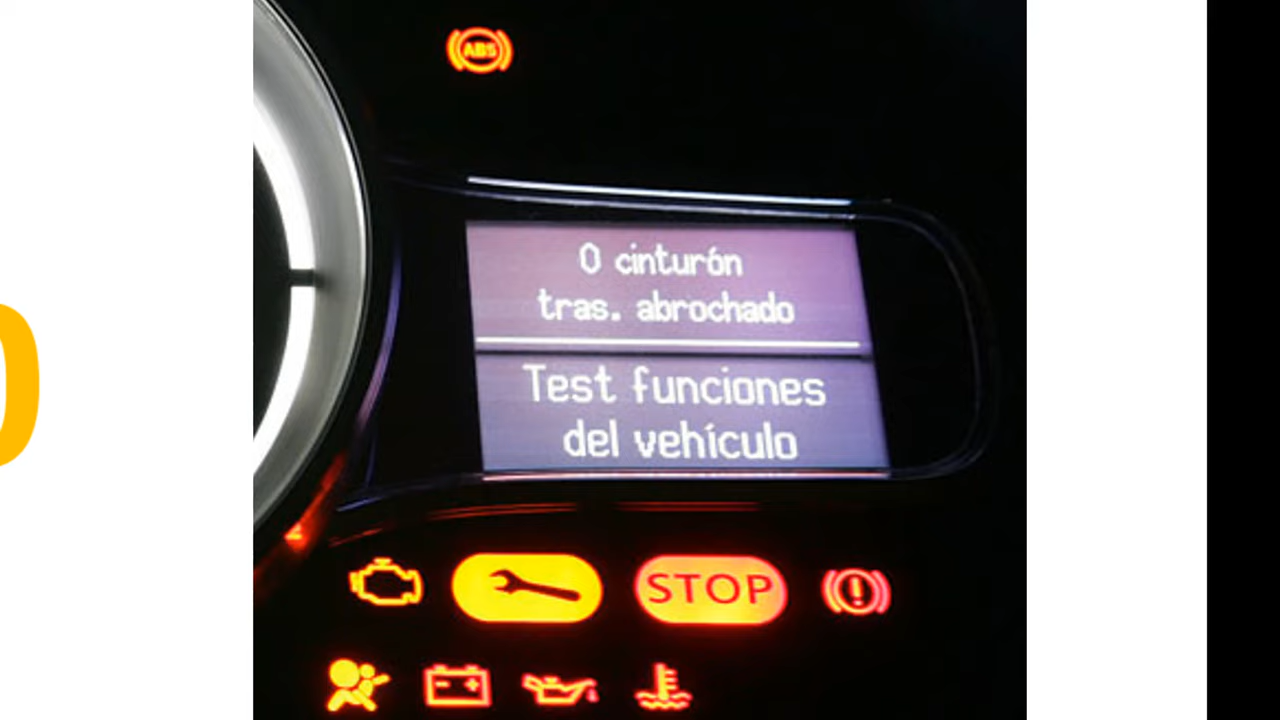 ABS
0 cinturón
tras. abrochado
Test funciones
del vehículo
STOP